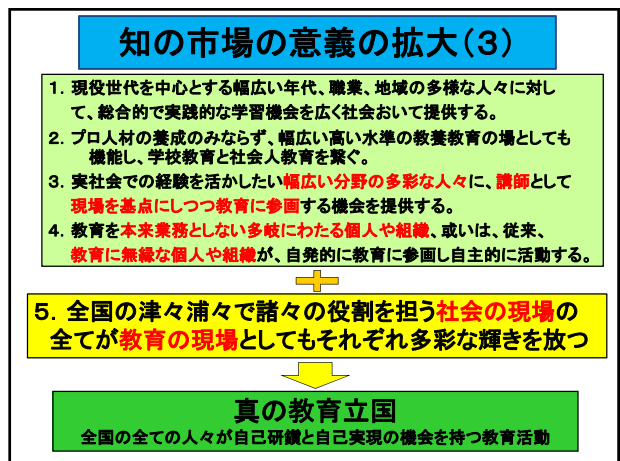 知の市場の意義の拡大(3)
1. 現役世代を中心とする幅広い年代、職業、地域の多様な人々に対し
て、総合的で実践的な学習機会を広く社会おいて提供する。
2. プロ人材の養成のみならず、幅広い高い水準の教養教育の場としても
機能し、学校教育と社会人教育を繋ぐ。
3. 実社会での経験を活かしたい幅広い分野の多彩な人々に、講師として
現場を基点にしつつ教育に参画する機会を提供する。
4. 教育を本来業務としない多岐にわたる個人や組織、或いは、従来、
教育に無縁な個人や組織が、自発的に教育に参画し自主的に活動する。
5. 全国の津々浦々で諸々の役割を担う社会の現場の
全てが教育の現場としてもそれぞれ多彩な輝きを放つ
真の教育立国
全国の全ての人々が自己研鑽と自己実現の機会を持つ教育活動